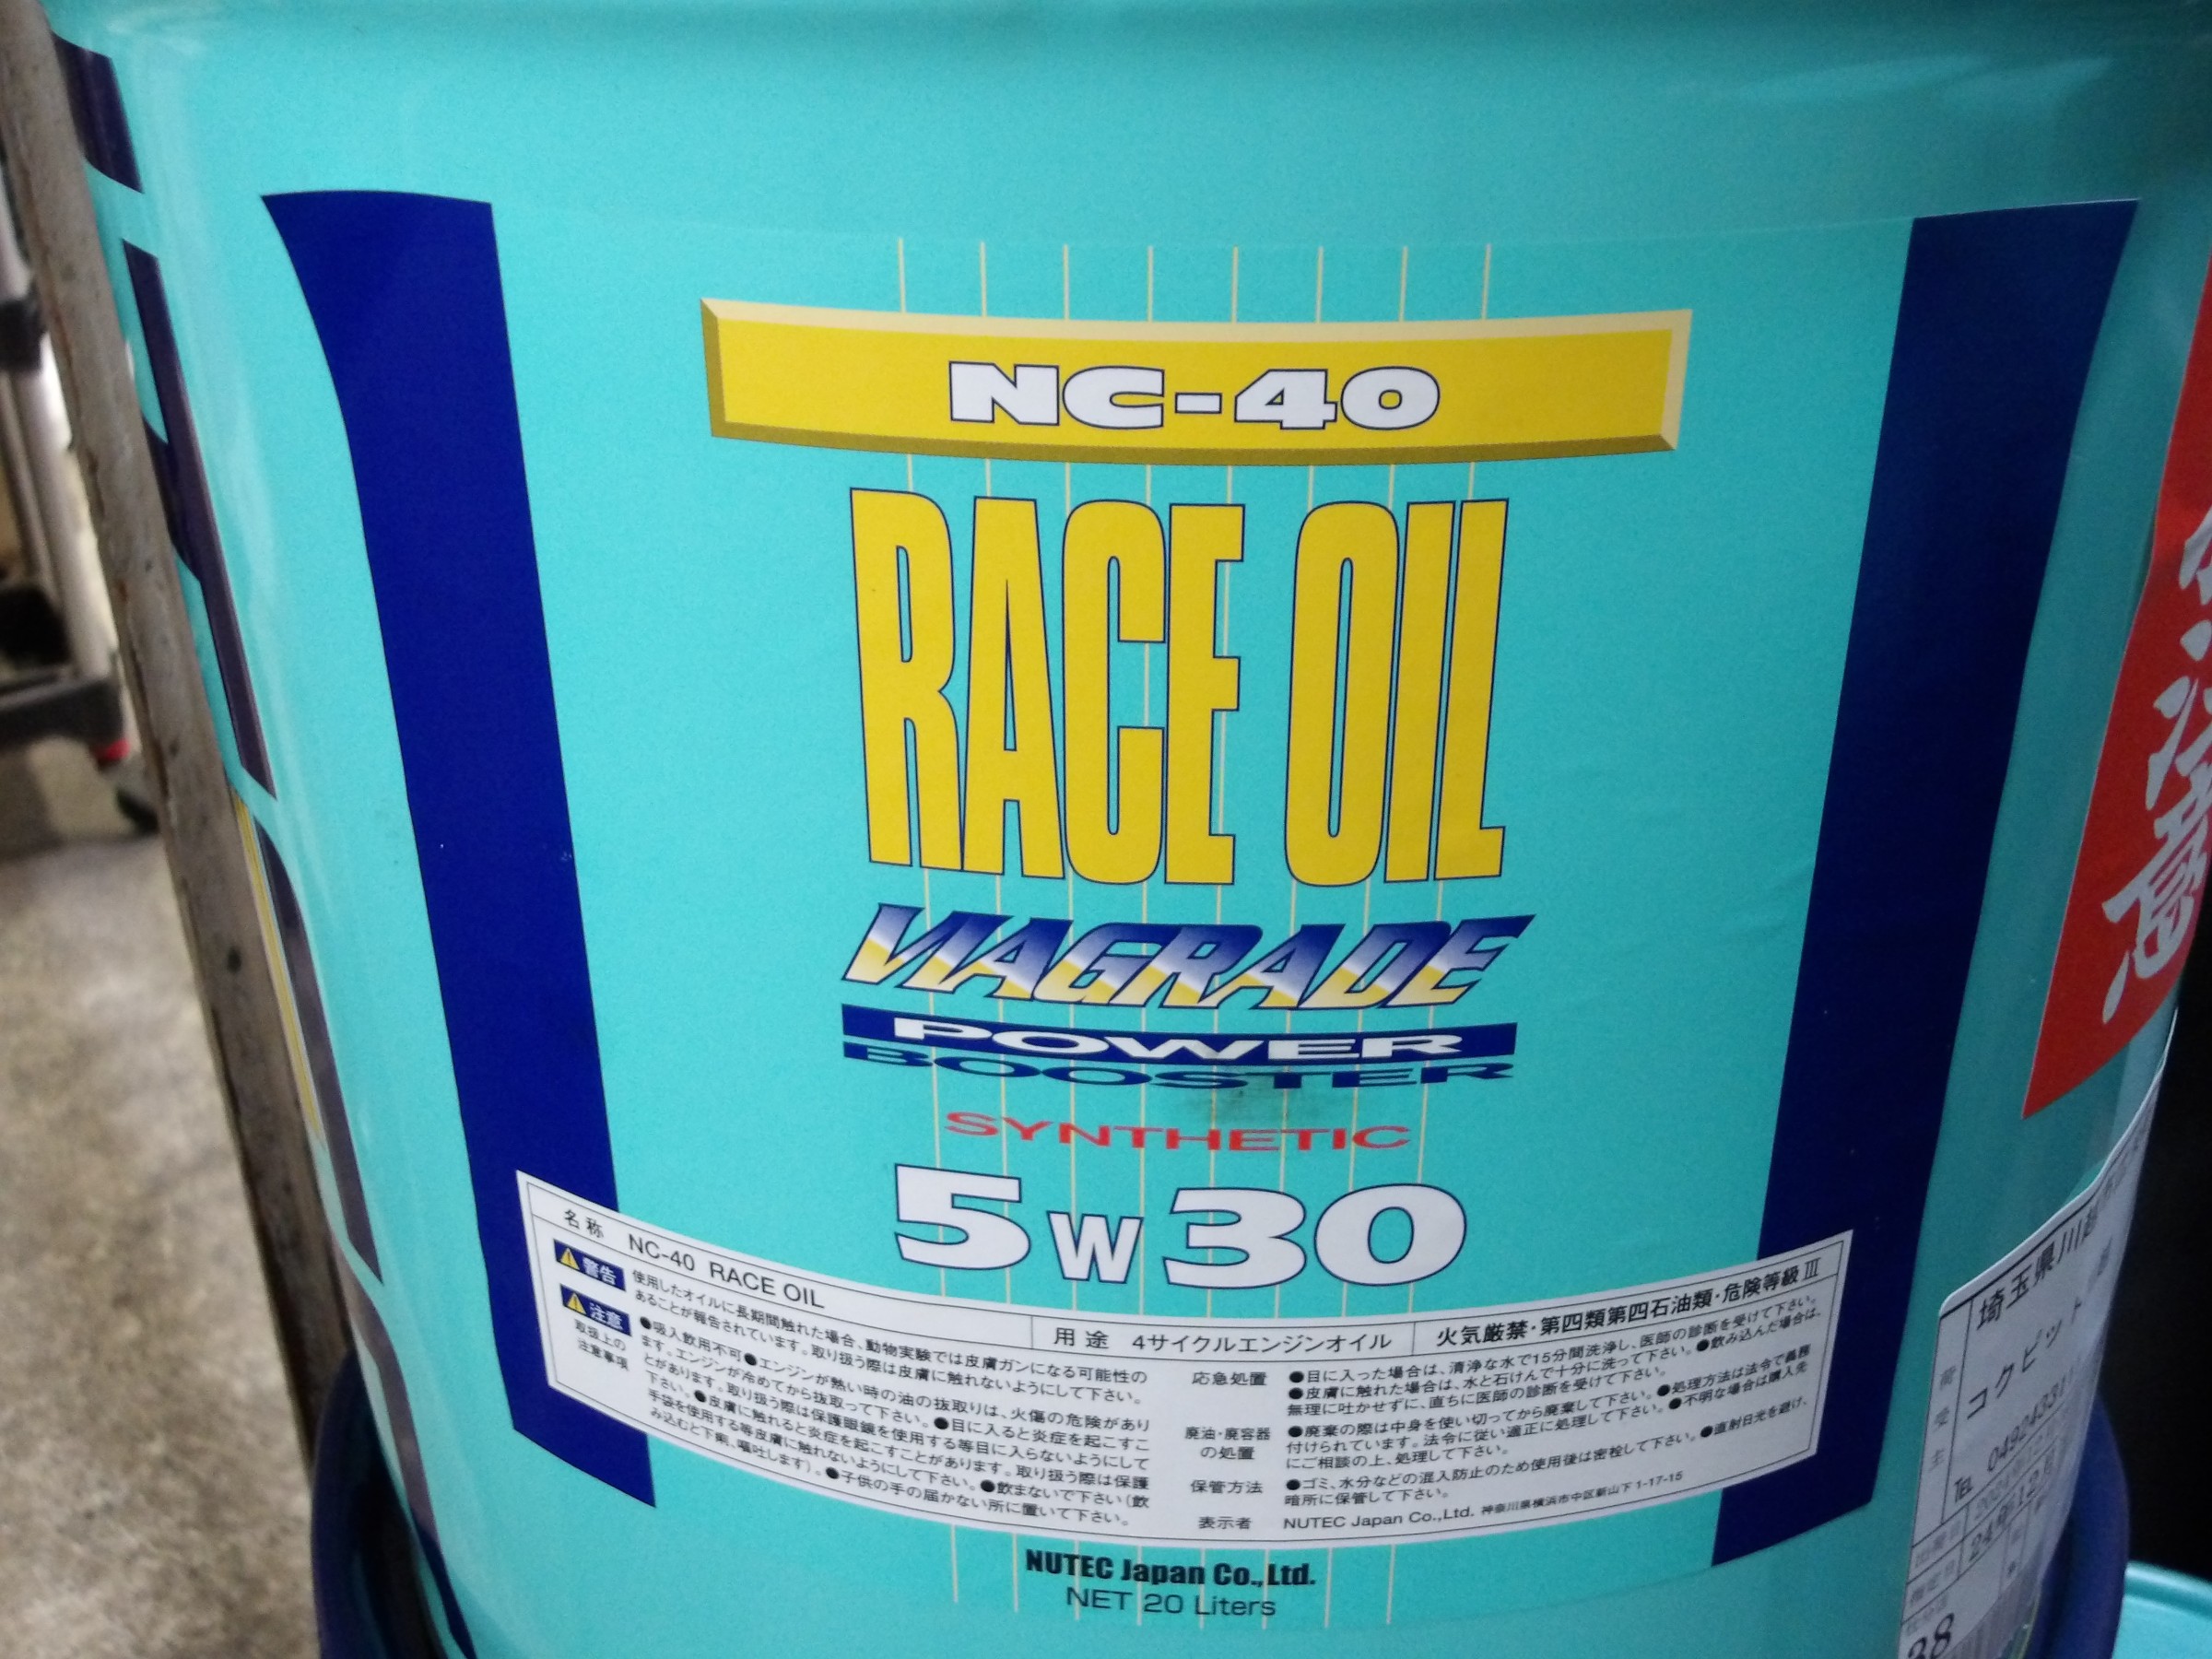 NC-40
RACE OIL
VIAGRADE
POWER
BOOSTER
SYNTHETIC
5W30
名称 NC-40 RACE OIL
用途 4サイクルエンジンオイル
火気厳禁・第四類第四石油類・危険等級 III
警告
使用したオイルに長期間触れた場合、動物実験では皮膚ガンになる可能性の
あることが報告されています。取り扱う際は皮膚に触れないようにして下さい。
注意
取扱上の
注意事項
●吸入飲用不可●エンジンが熱い時の油の抜取りは、火傷の危険があり
ます。エンジンが冷めてから抜取って下さい。●目に入ると炎症を起こすこ
とがあります。取り扱う際は保護眼鏡を使用する等目に入らないようにして
下さい。●皮膚に触れると炎症を起こすことがあります。取り扱う際は保護
手袋を使用する等皮膚に触れないようにして下さい。●飲まないで下さい(飲
み込むと下痢、嘔吐します)。●子供の手の届かない所に置いて下さい。
応急処置
●目に入った場合は、清浄な水で15分間洗浄し、医師の診断を受けて下さい。
●皮膚に触れた場合は、水と石けんで十分に洗って下さい。●飲み込んだ場合は、
無理に吐かせずに、直ちに医師の診断を受けて下さい。
廃油・廃容器
の処置
●廃棄の際は中身を使い切ってから廃棄して下さい。●処理方法は法令で義務
付けられています。法令に従い適正に処理して下さい。●不明な場合は購入先
にご相談の上、処理して下さい。
保管方法
●ゴミ、水分などの混入防止のため使用後は密栓して下さい。●直射日光を避け、
暗所に保管して下さい。
表示者
NUTEC Japan Co.,Ltd. 神奈川県横浜市中区新山下 1-17-15
NUTEC Japan Co.,Ltd.
NET 20 Liters
注意
埼玉県川越
コクピット
荷受主
TEL
38